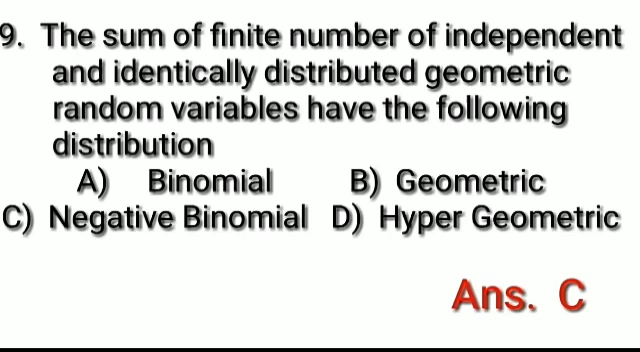 9. The sum of finite number of independent
and identically distributed geometric
random variables have the following
distribution
A) Binomial B) Geometric
C) Negative Binomial D) Hyper Geometric
Ans. C